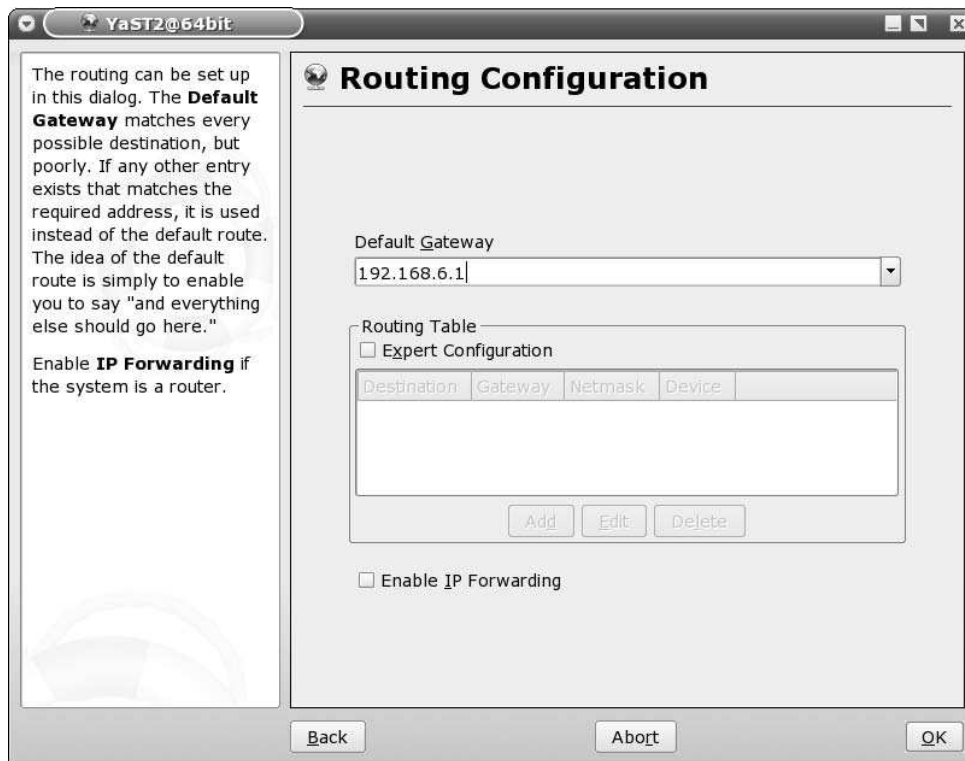 YaST2@64bit
The routing can be set up
in this dialog. The Default
Gateway matches every
possible destination, but
poorly. If any other entry
exists that matches the
required address, it is used
instead of the default route.
The idea of the default
route is simply to enable
you to say "and everything
else should go here."
Enable IP Forwarding if
the system is a router.
Routing Configuration
Default Gateway
192.168.6.1
Routing Table
Expert Configuration
Destination Gateway Netmask Device
Add Edit Delete
Enable IP Forwarding
Back Abort OK